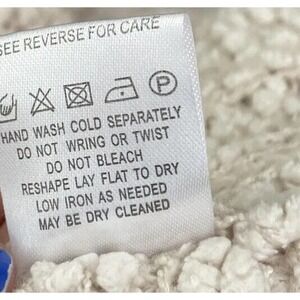 SEE REVERSE FOR CARE
P
HAND WASH COLD SEPARATELY
DO NOT WRING OR TWIST
DO NOT BLEACH
RESHAPE LAY FLAT TO DRY
LOW IRON AS NEEDED
MAY BE DRY CLEANED